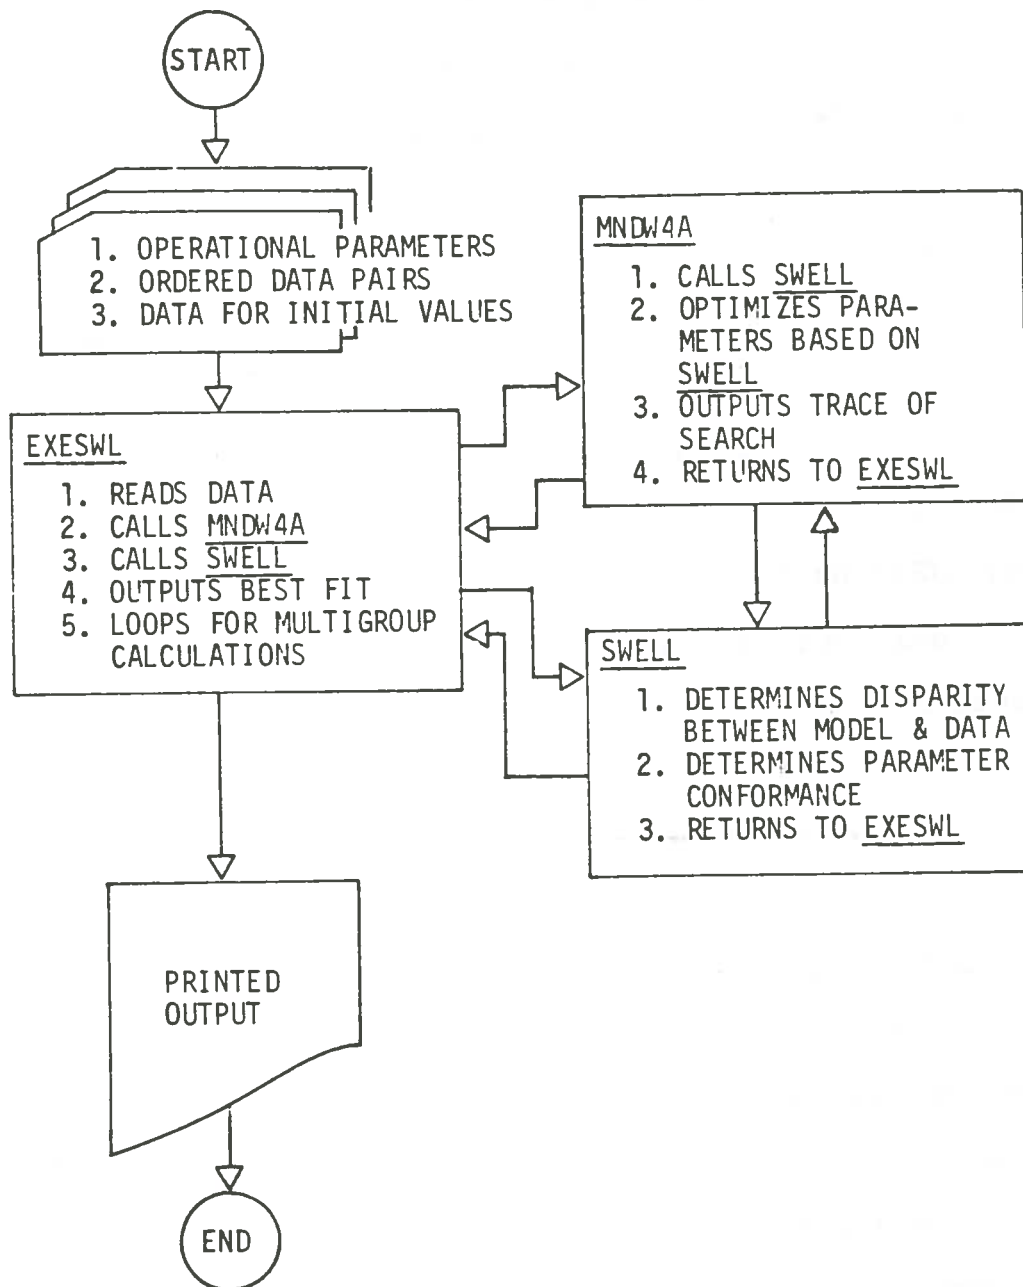 START
1. OPERATIONAL PARAMETERS
2. ORDERED DATA PAIRS
3. DATA FOR INITIAL VALUES
EXESWL
1. READS DATA
2. CALLS MNDW4A
3. CALLS SWELL
4. OUTPUTS BEST FIT
5. LOOPS FOR MULTIGROUP
CALCULATIONS
MNDW4A
1. CALLS SWELL
2. OPTIMIZES PARA-
METERS BASED ON
SWELL
3. OUTPUTS TRACE OF
SEARCH
4. RETURNS TO EXESWL
SWELL
1. DETERMINES DISPARITY
BETWEEN MODEL & DATA
2. DETERMINES PARAMETER
CONFORMANCE
3. RETURNS TO EXESWL
PRINTED
OUTPUT
END